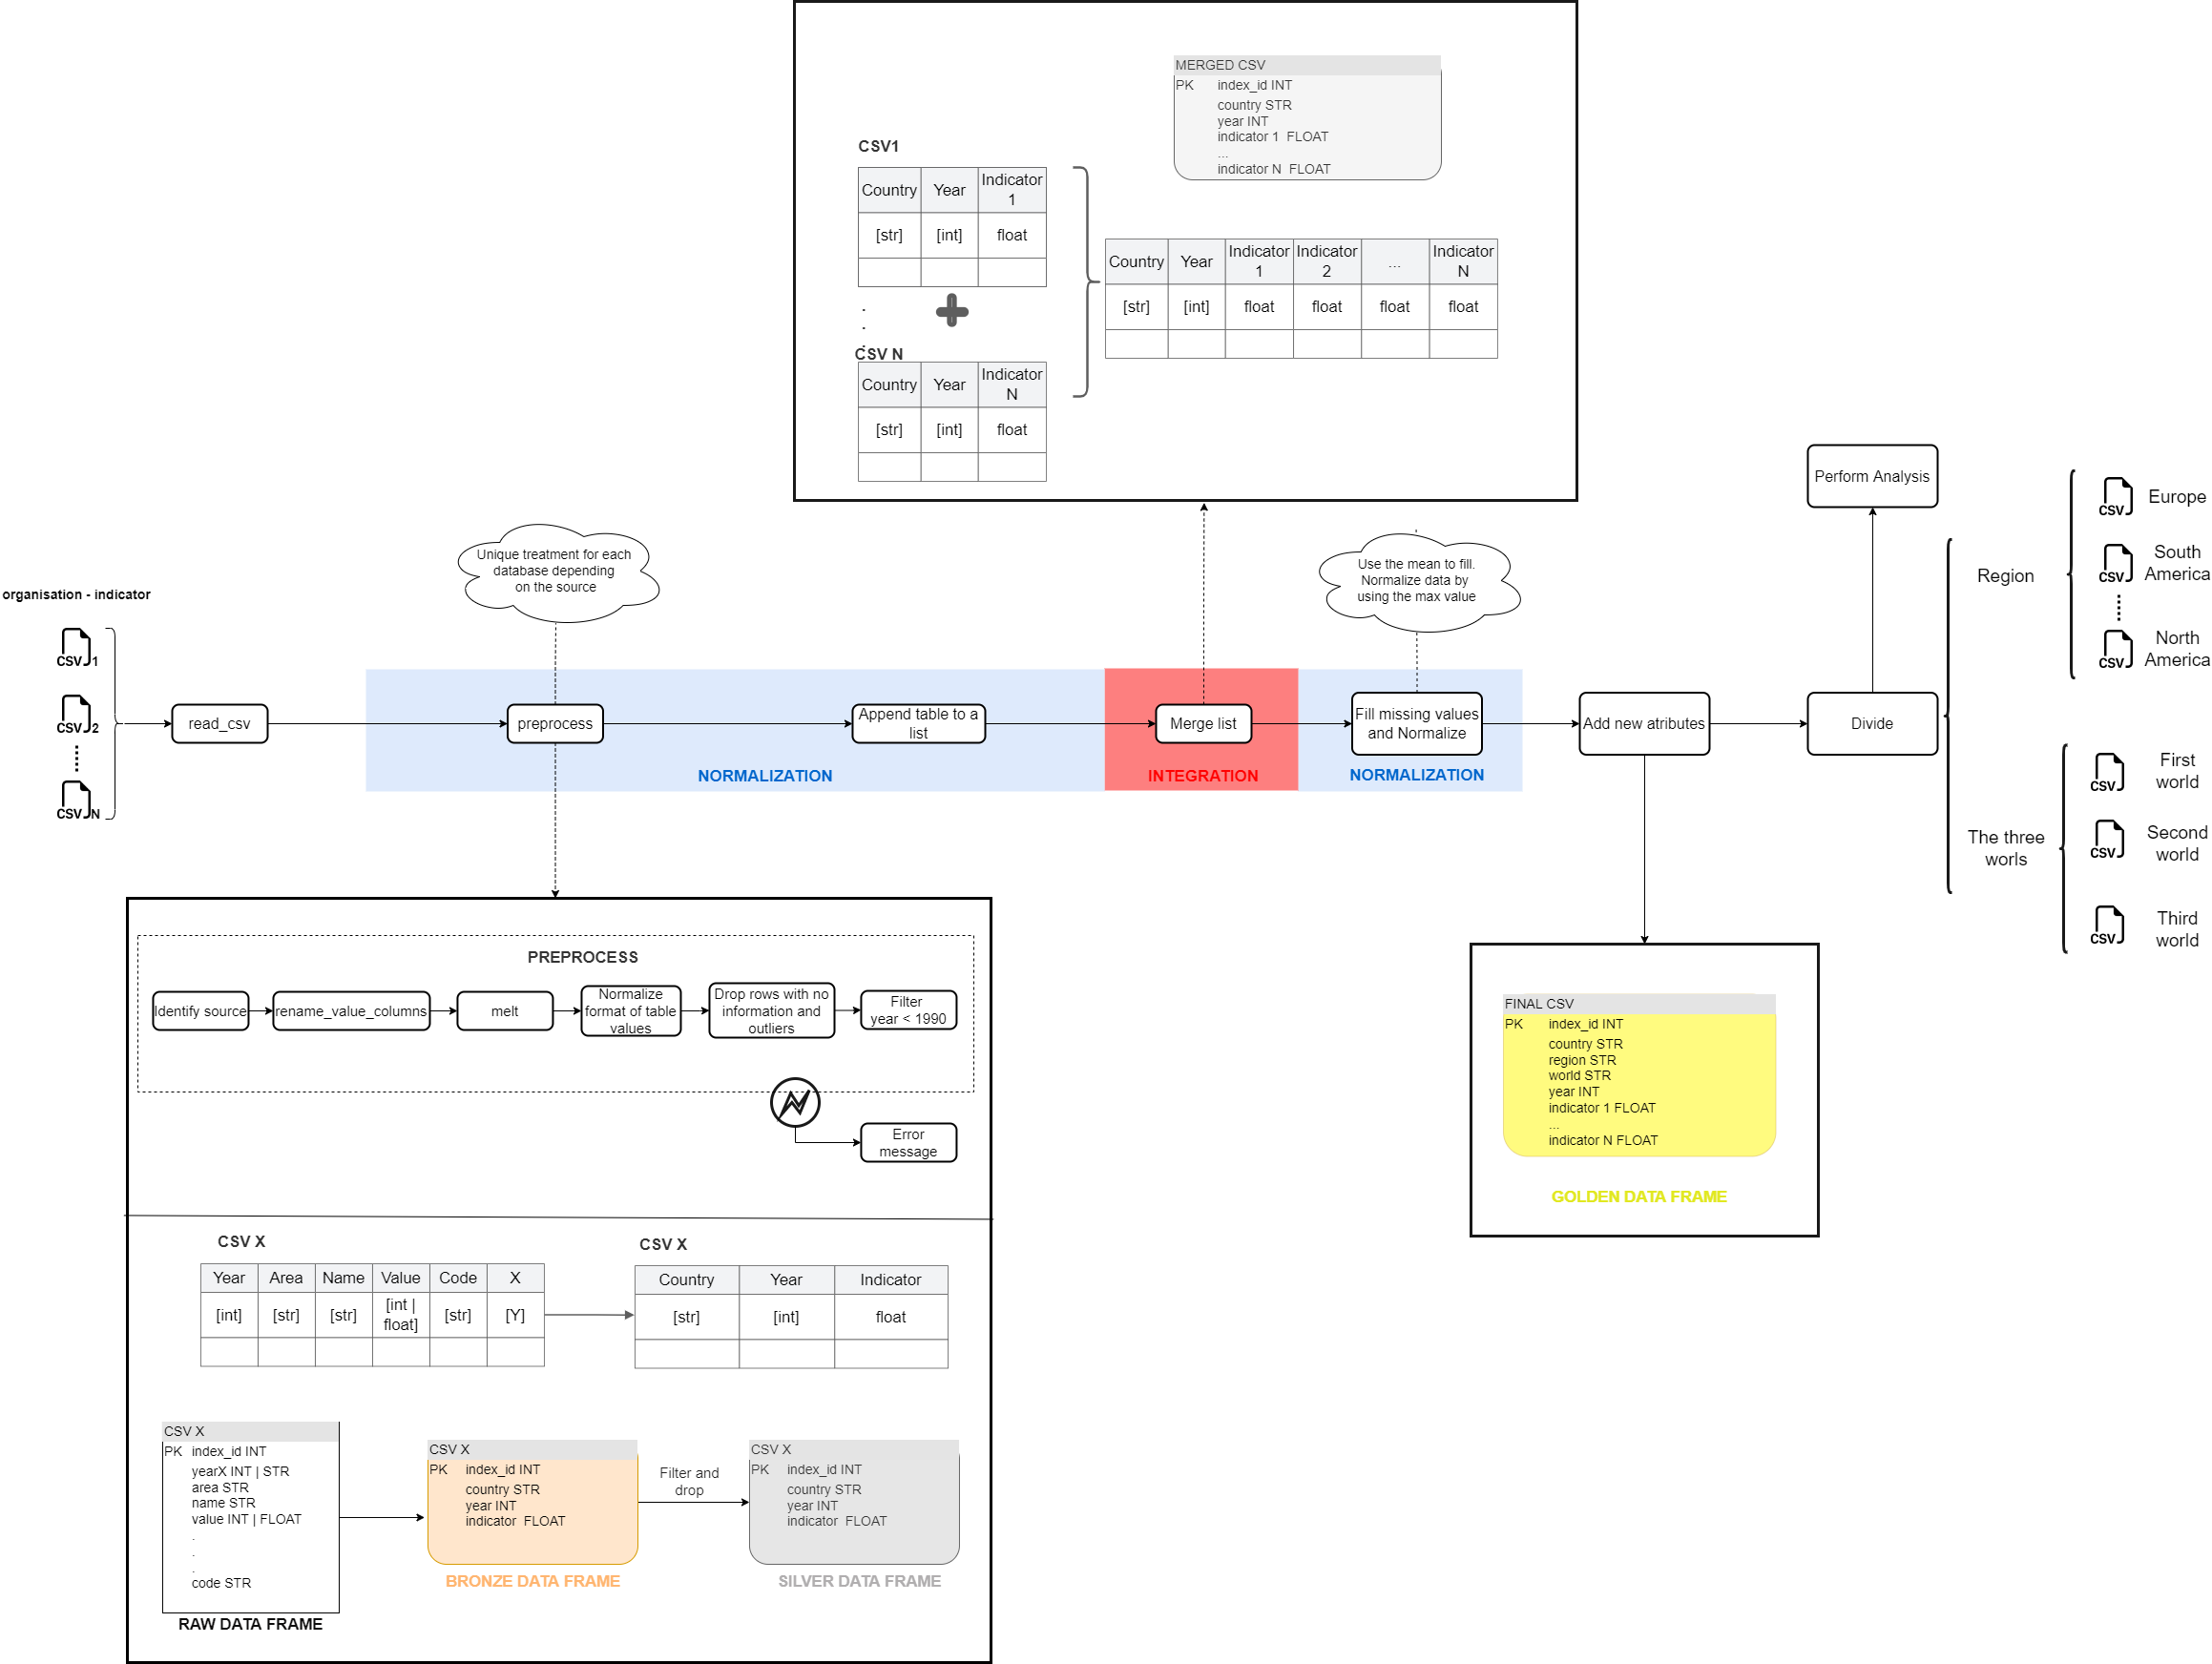 MERGED CSV
PK index_id INT
country STR
year INT
indicator 1 FLOAT
...
indicator N FLOAT
CSV1
Country Year Indicator 1
[str] [int] float
.
.
.
CSV N
Country Year Indicator N
[str] [int] float
Country Year Indicator 1 Indicator 2 ... Indicator N
[str] [int] float float float float
organisation - indicator
CSV 1
CSV 2
CSV N
read_csv
Unique treatment for each
database depending
on the source
preprocess
Append table to a
list
NORMALIZATION
Merge list
INTEGRATION
Use the mean to fill.
Normalize data by
using the max value
Fill missing values
and Normalize
NORMALIZATION
Add new atributes
Divide
Perform Analysis
Region
CSV Europe
CSV South
America
CSV North
America
The three
worls
CSV First
world
CSV Second
world
CSV Third
world
PREPROCESS
Identify source
rename_value_columns
melt
Normalize
format of table
values
Drop rows with no
information and
outliers
Filter
year < 1990
Error
message
CSV X
Year Area Name Value Code X
[int] [str] [str] [int | float] [str] [Y]
CSV X
Country Year Indicator
[str] [int] float
CSV X
PK index_id INT
yearX INT | STR
area STR
name STR
value INT | FLOAT
.
.
.
code STR
RAW DATA FRAME
CSV X
PK index_id INT
country STR
year INT
indicator FLOAT
BRONZE DATA FRAME
Filter and
drop
CSV X
PK index_id INT
country STR
year INT
indicator FLOAT
SILVER DATA FRAME
FINAL CSV
PK index_id INT
country STR
region STR
world STR
year INT
indicator 1 FLOAT
...
indicator N FLOAT
GOLDEN DATA FRAME